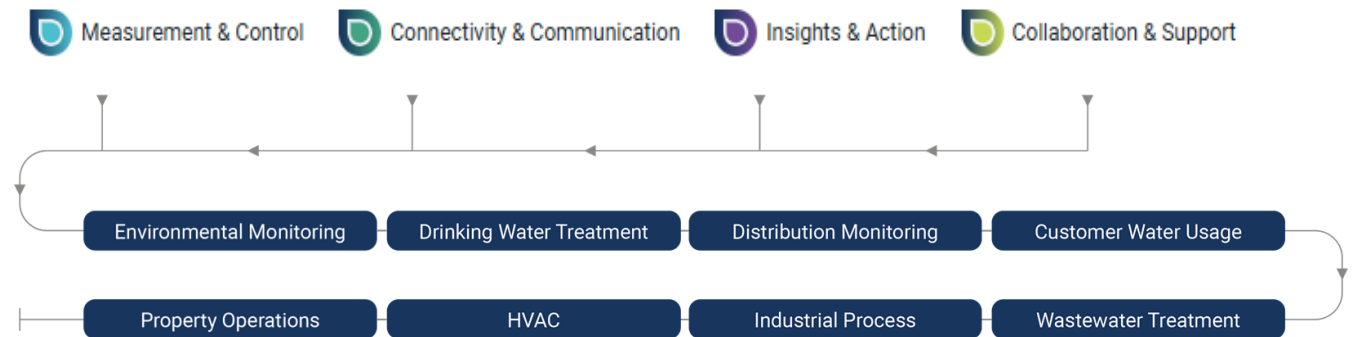 Measurement & Control
Connectivity & Communication
Insights & Action
Collaboration & Support
Environmental Monitoring
Drinking Water Treatment
Distribution Monitoring
Customer Water Usage
Property Operations
HVAC
Industrial Process
Wastewater Treatment